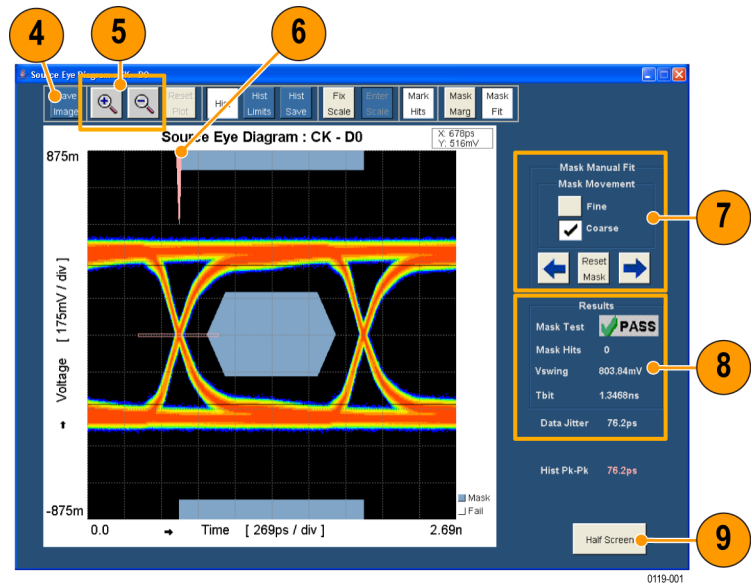 4
5
6
Source Eye Diagram : CK - D0
Save Image
Reset Plot
Hist
Hist Limits
Hist Save
Fix Scale
Enter Scale
Mark Hits
Mask Marg
Mask Fit
Source Eye Diagram : CK - D0
X: 678ps
Y: 516mV
875m
Voltage [ 175mV / div ]
-875m
0.0
Time [ 269ps / div ]
2.69n
Mask
Fail
Mask Manual Fit
Mask Movement
Fine
Coarse
Reset
Mask
7
Results
Mask Test PASS
Mask Hits 0
Vswing 803.84mV
Tbit 1.3468ns
Data Jitter 76.2ps
8
Hist Pk-Pk 76.2ps
Half Screen
9
0119-001